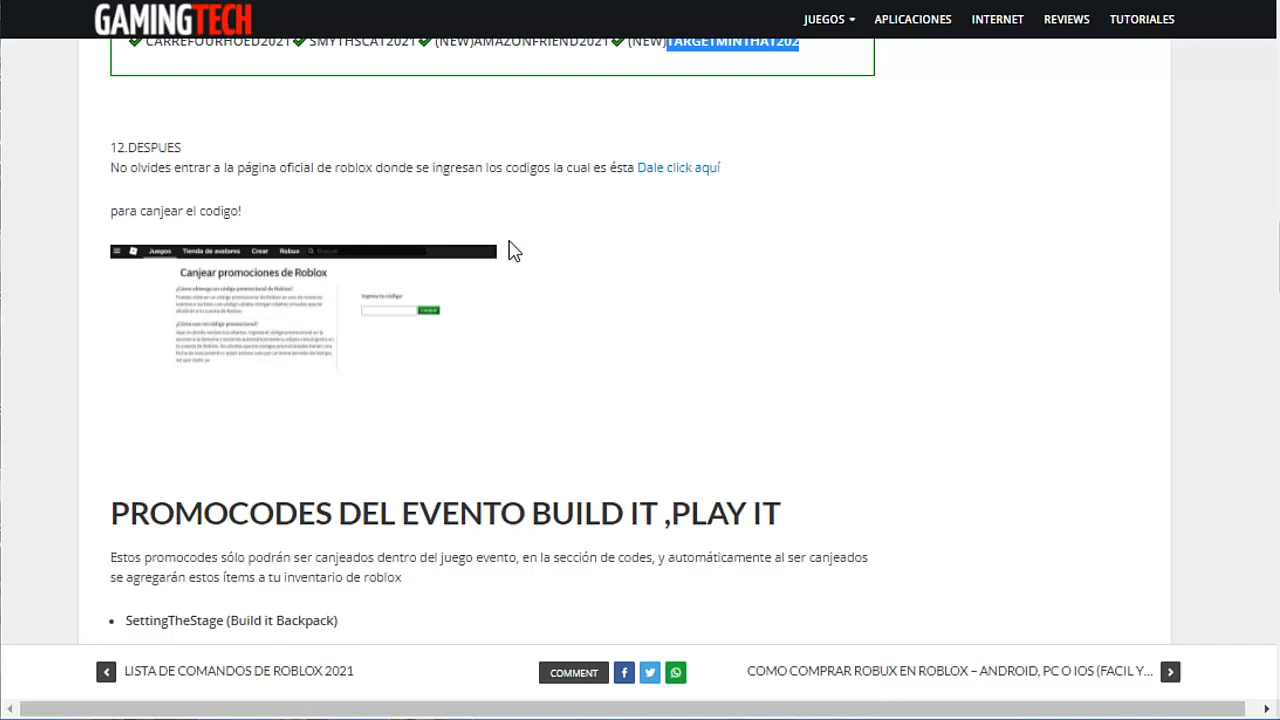 GAMINGTECH
JUEGOS APLICACIONES INTERNET REVIEWS TUTORIALES
CARREFOURHOED2021 SMYTHSCAT2021 (NEW)AMAZONFRIEND2021 (NEW)TARGETMINTHAT202
12.DESPUES
No olvides entrar a la página oficial de roblox donde se ingresan los codigos la cual es ésta Dale click aquí
para canjear el codigo!
Juegos Tienda de avatares Crear Robux Buscar
Canjear promociones de Roblox
PROMOCODES DEL EVENTO BUILD IT ,PLAY IT
Estos promocodes sólo podrán ser canjeados dentro del juego evento, en la sección de codes, y automáticamente al ser canjeados
se agregarán estos ítems a tu inventario de roblox
SettingTheStage (Build it Backpack)
LISTA DE COMANDOS DE ROBLOX 2021 COMMENT COMO COMPRAR ROBUX EN ROBLOX – ANDROID, PC O IOS (FACIL Y...